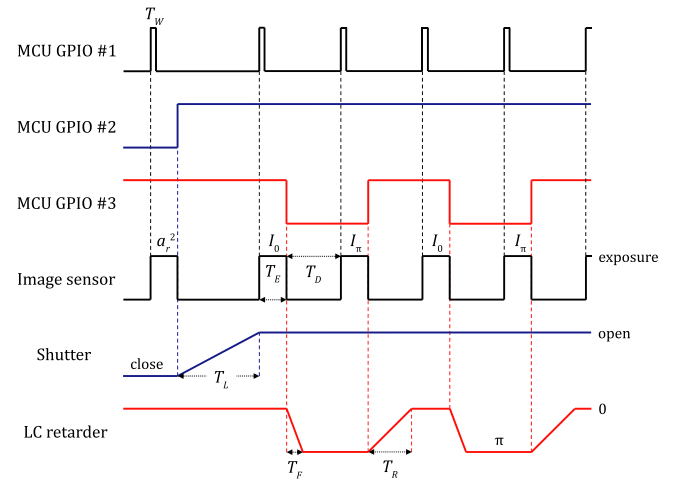 T_W
MCU GPIO #1
MCU GPIO #2
MCU GPIO #3
a_r^2 I_0 I_π I_0 I_π
exposure
Image sensor T_E T_D
Shutter close open
T_L
0
LC retarder π
T_F T_R